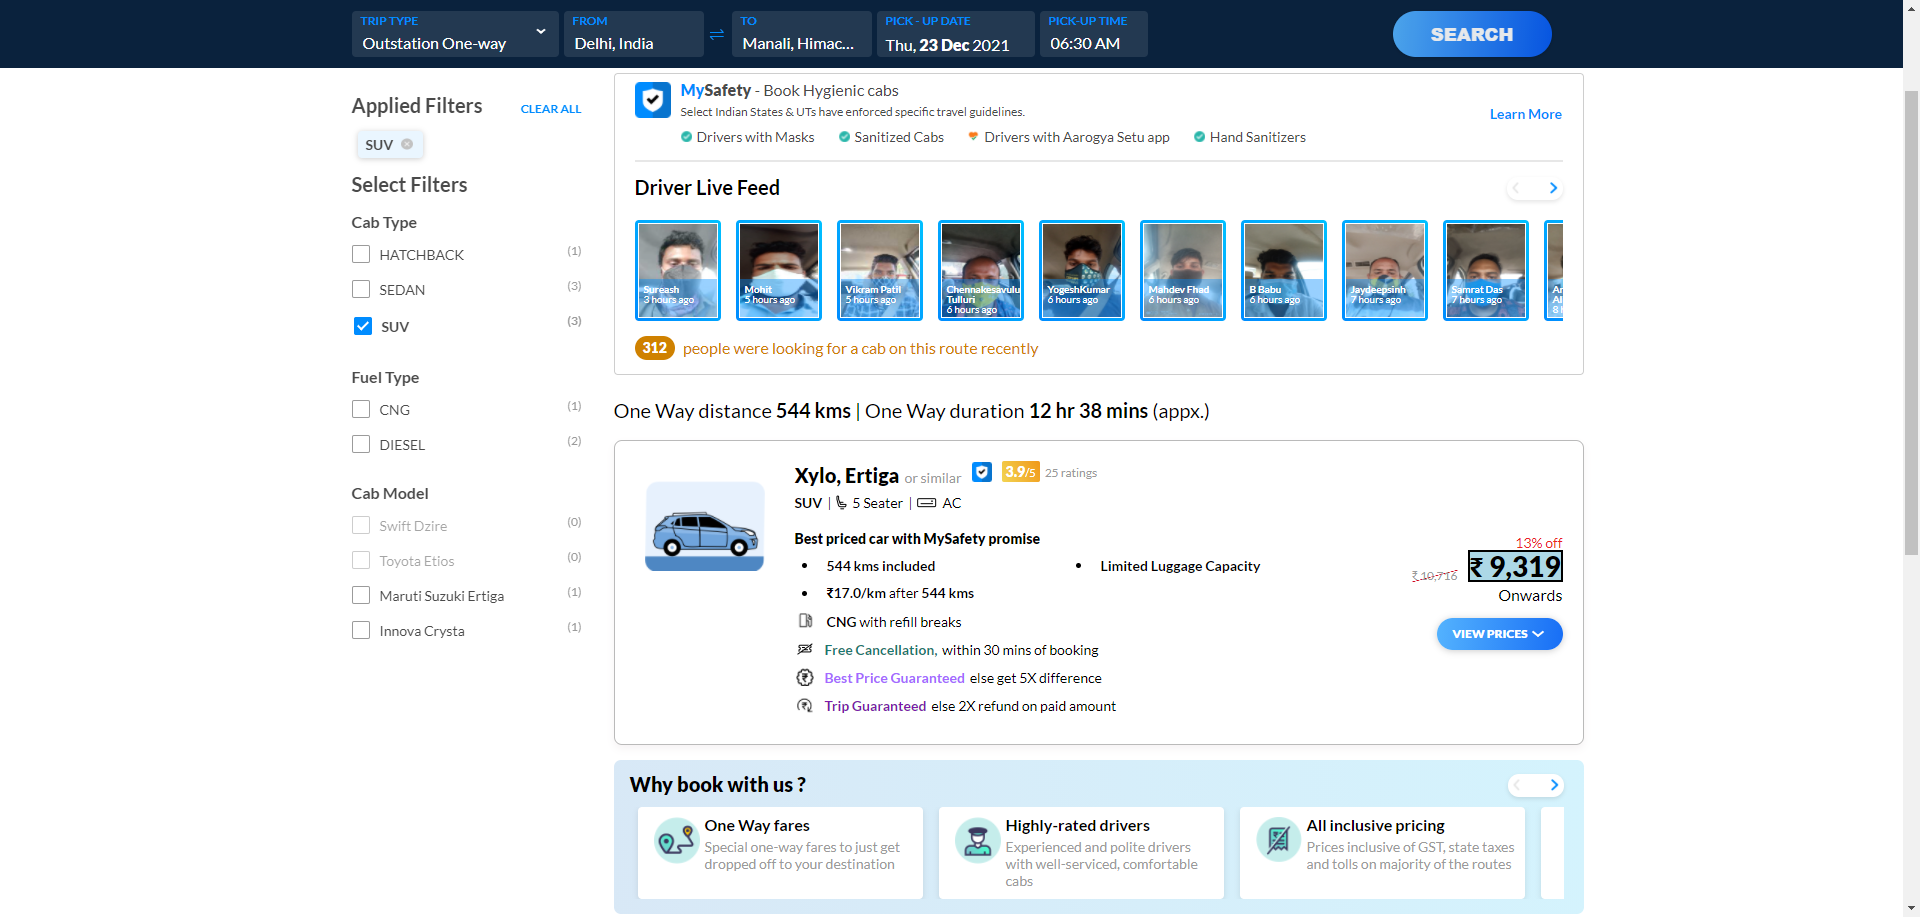 TRIP TYPE
Outstation One-way
FROM
Delhi, India
TO
Manali, Himac...
PICK - UP DATE
Thu, 23 Dec 2021
PICK-UP TIME
06:30 AM
SEARCH
Applied Filters
CLEAR ALL
SUV
Select Filters
Cab Type
HATCHBACK (1)
SEDAN (3)
SUV (3)
Fuel Type
CNG (1)
DIESEL (2)
Cab Model
Swift Dzire (0)
Toyota Etios (0)
Maruti Suzuki Ertiga (1)
Innova Crysta (1)
MySafety - Book Hygienic cabs
Select Indian States & UTs have enforced specific travel guidelines.
Learn More
Drivers with Masks
Sanitized Cabs
Drivers with Aarogya Setu app
Hand Sanitizers
Driver Live Feed
Sureash
3 hours ago
Mohit
5 hours ago
Vikram Patil
5 hours ago
Chennakesavulu
Tulluri
6 hours ago
YogeshKumar
6 hours ago
Mahdev Fhad
6 hours ago
B Babu
6 hours ago
Jaydeepsinh
7 hours ago
Samrat Das
7 hours ago
312 people were looking for a cab on this route recently
One Way distance 544 kms | One Way duration 12 hr 38 mins (appx.)
Xylo, Ertiga or similar 3.9/5 25 ratings
SUV | 5 Seater | AC
Best priced car with MySafety promise
• 544 kms included
• Limited Luggage Capacity
• ₹17.0/km after 544 kms
CNG with refill breaks
Free Cancellation, within 30 mins of booking
Best Price Guaranteed else get 5X difference
Trip Guaranteed else 2X refund on paid amount
13% off
₹ 10,716 ₹ 9,319
Onwards
VIEW PRICES
Why book with us ?
One Way fares
Special one-way fares to just get
dropped off to your destination
Highly-rated drivers
Experienced and polite drivers
with well-serviced, comfortable
cabs
All inclusive pricing
Prices inclusive of GST, state taxes
and tolls on majority of the routes